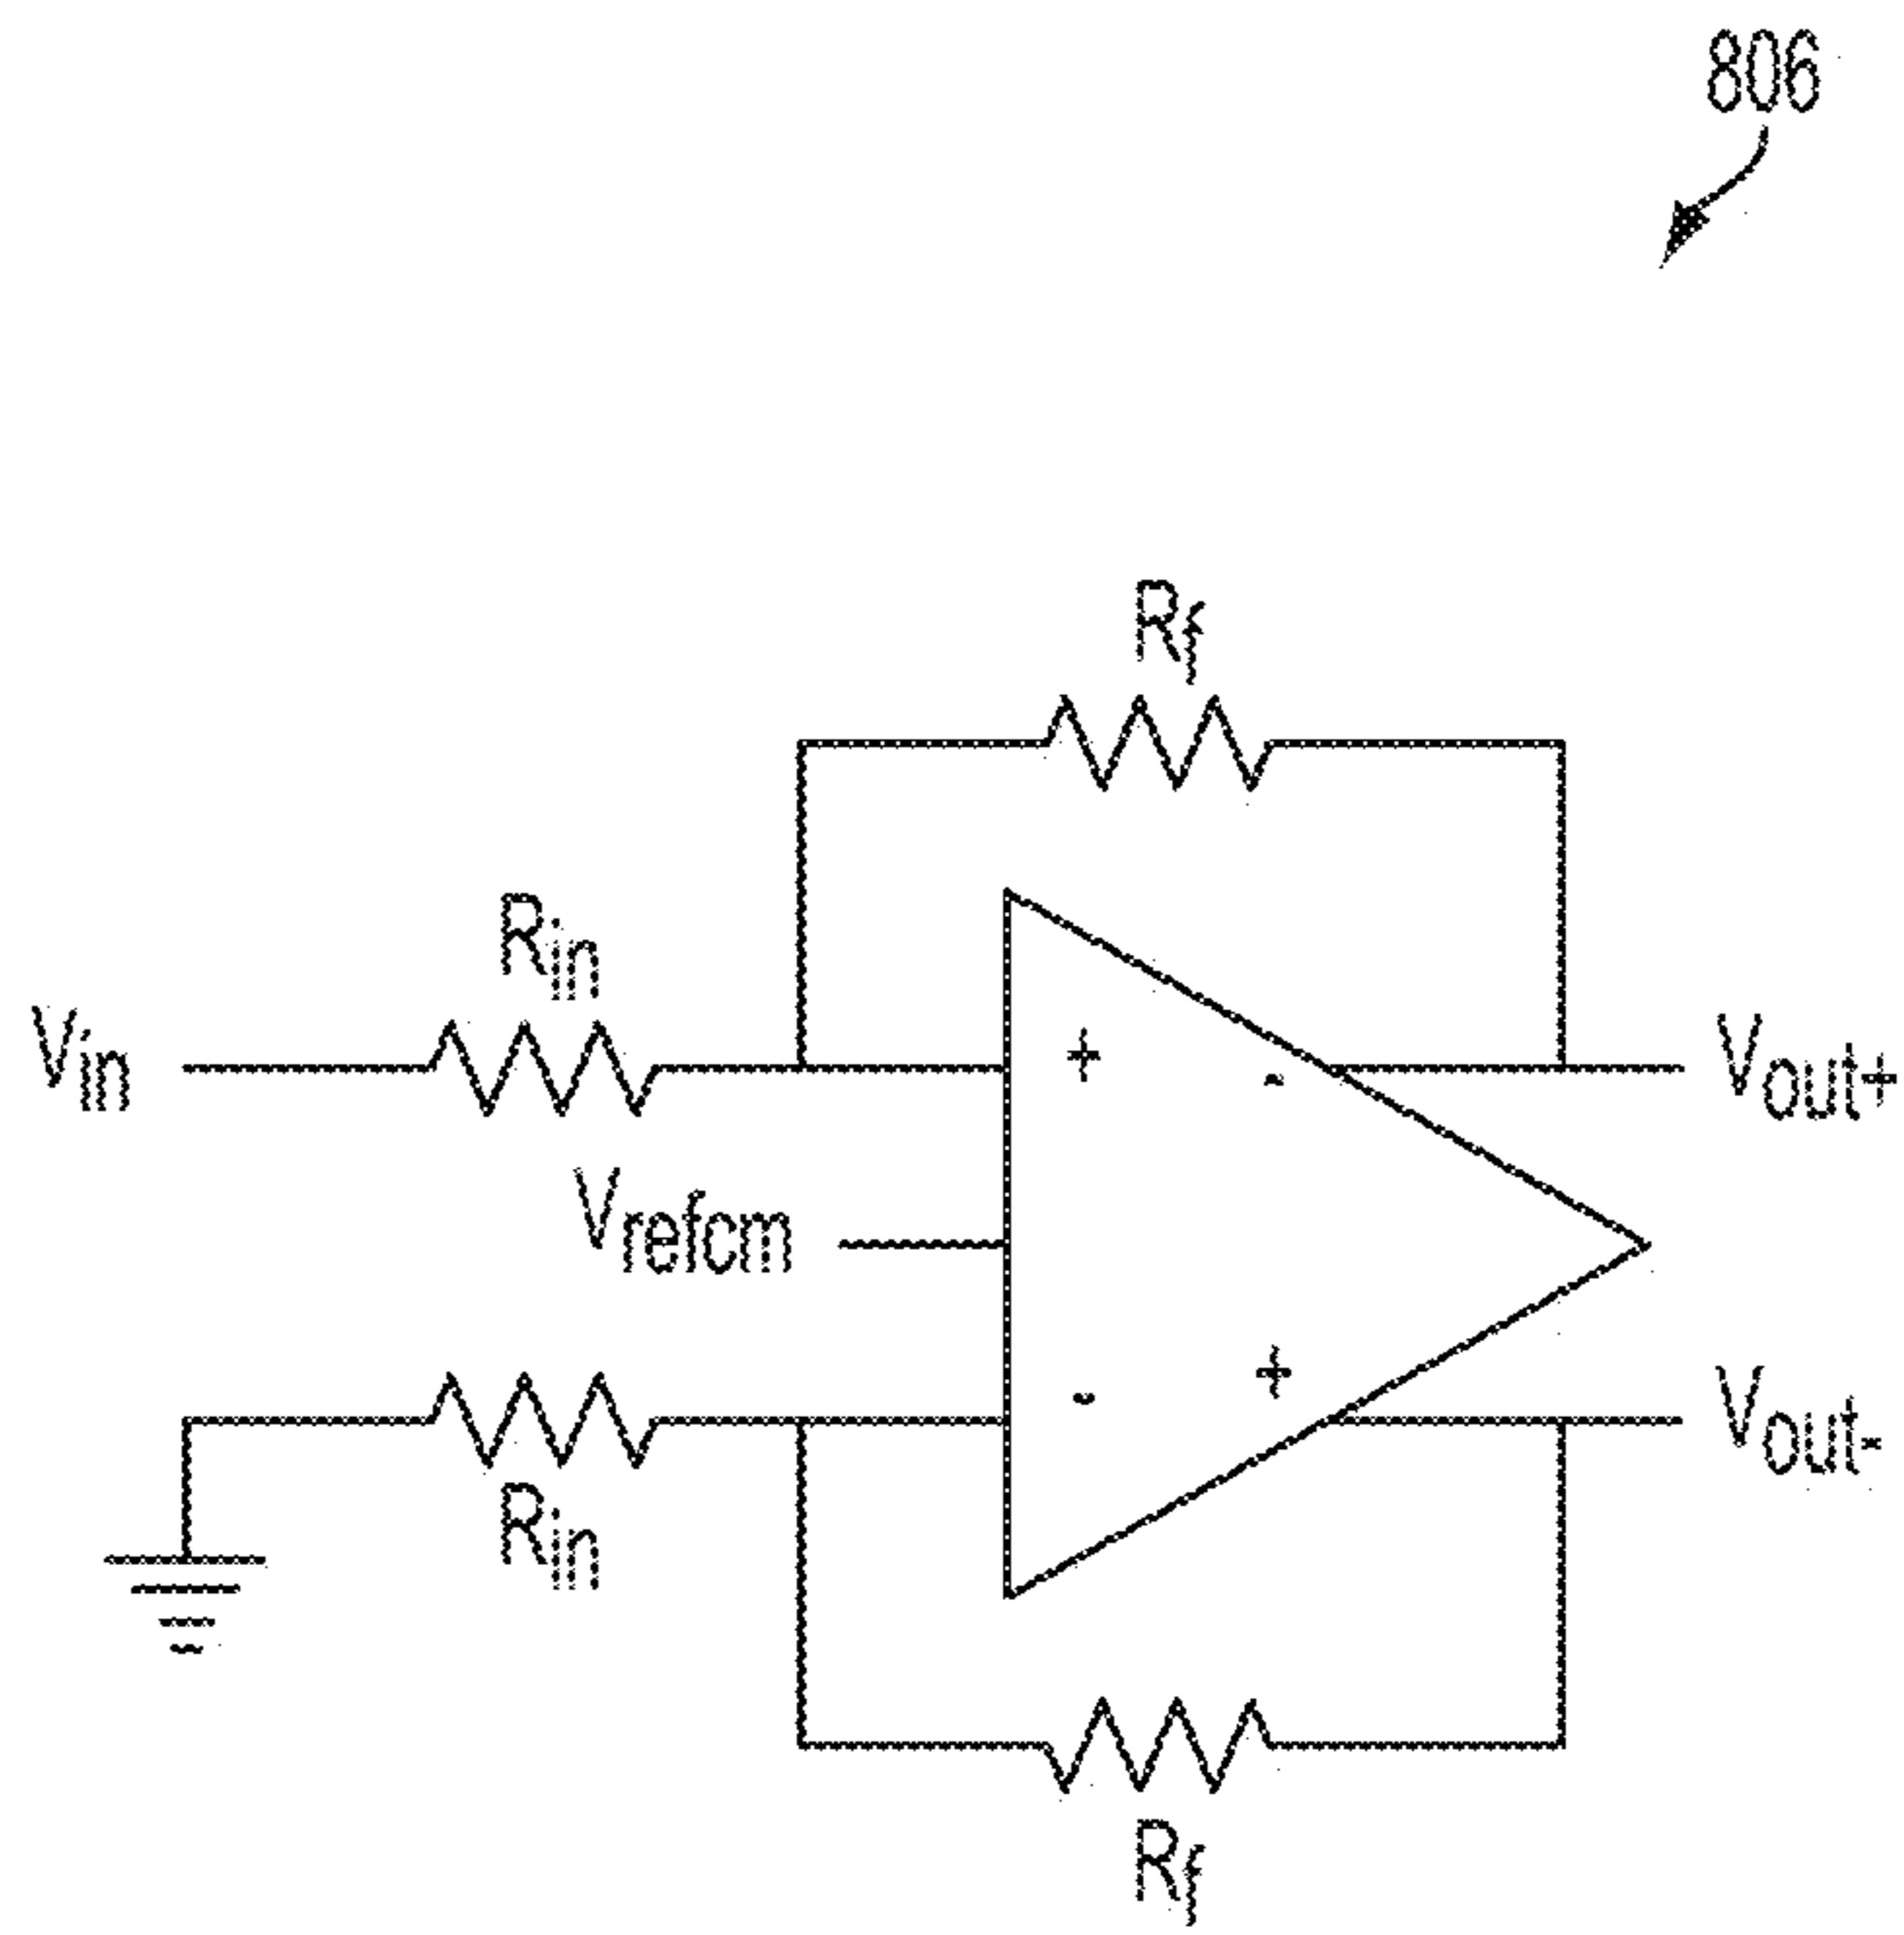 806
Rf
Rin
Vin
+
-
Vout+
Vrefcm
-
+
Vout-
Rin
Rf